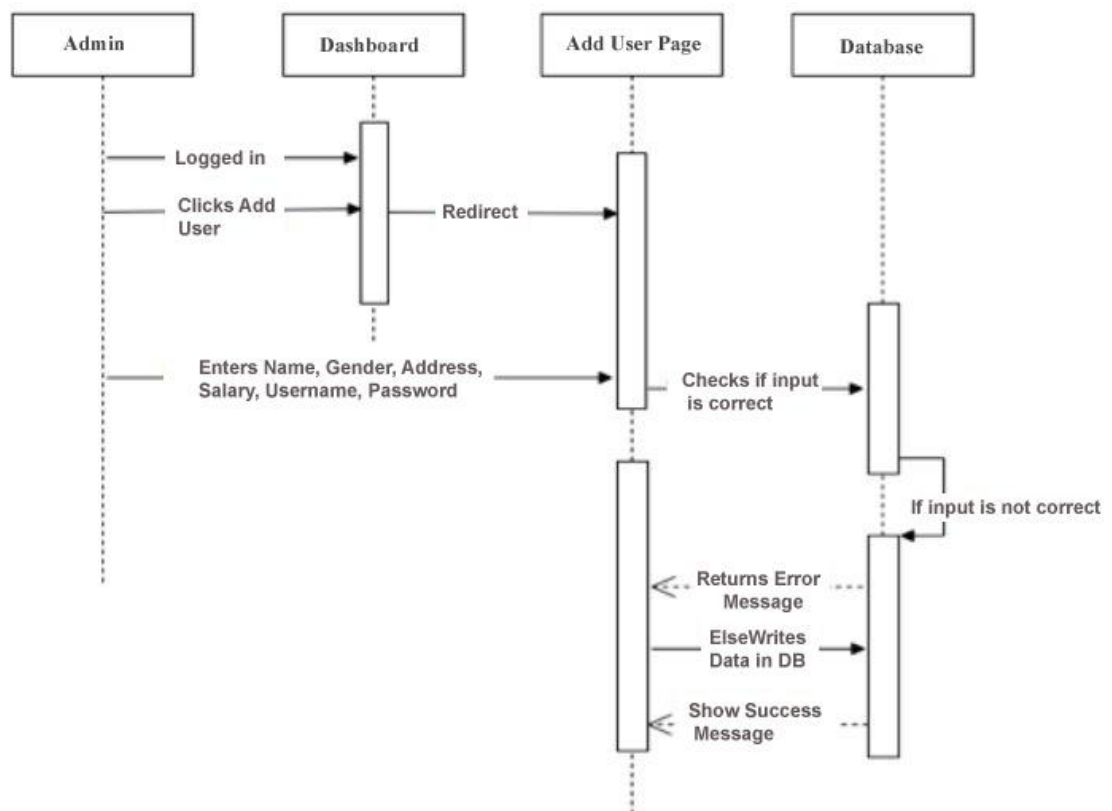 Admin
Dashboard
Add User Page
Database
Logged in
Clicks Add
User
Redirect
Enters Name, Gender, Address,
Salary, Username, Password
Checks if input
is correct
If input is not correct
Returns Error
Message
ElseWrites
Data in DB
Show Success
Message